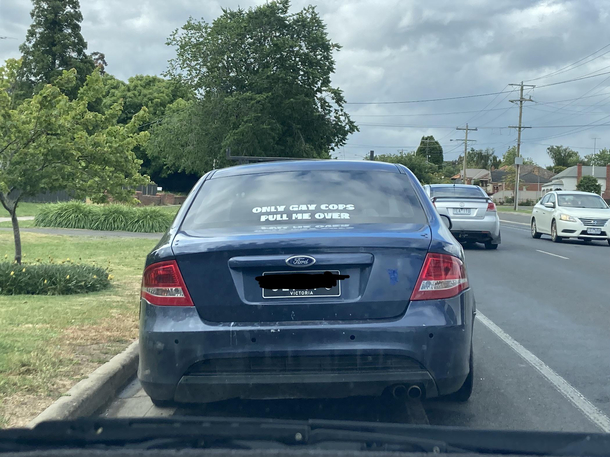 ONLY GAY COPS
PULL ME OVER
Ford
VICTORIA